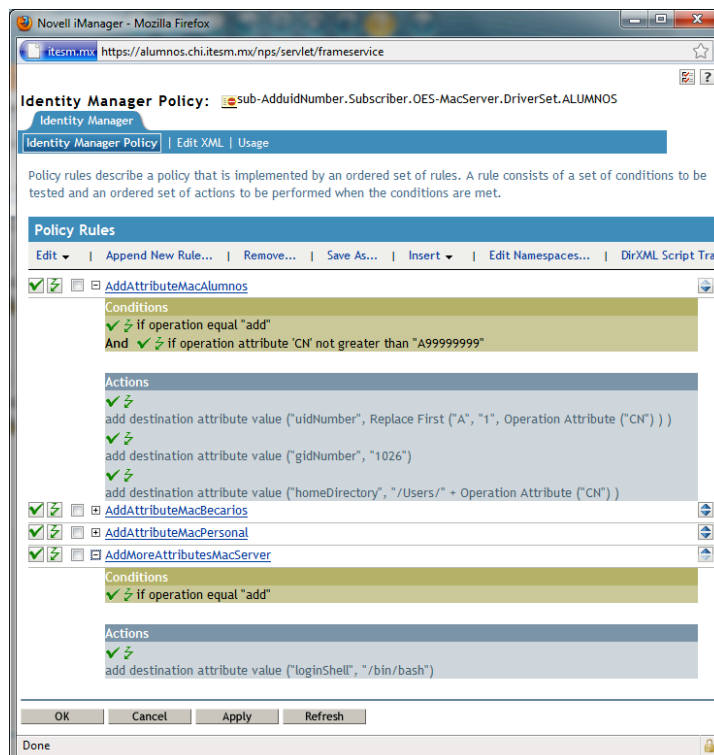 Novell iManager - Mozilla Firefox
itesm.mx https://alumnos.chi.itesm.mx/nps/servlet/frameservice
?
Identity Manager Policy: sub-AdduidNumber.Subscriber.OES-MacServer.DriverSet.ALUMNOS
Identity Manager
Identity Manager Policy | Edit XML | Usage
Policy rules describe a policy that is implemented by an ordered set of rules. A rule consists of a set of conditions to be
tested and an ordered set of actions to be performed when the conditions are met.
Policy Rules
Edit | Append New Rule... | Remove... | Save As... | Insert | Edit Namespaces... | DirXML Script Tra
AddAttributeMacAlumnos
Conditions
if operation equal "add"
And if operation attribute 'CN' not greater than "A99999999"
Actions
add destination attribute value ("uidNumber", Replace First ("A", "1", Operation Attribute ("CN") ) )
add destination attribute value ("gidNumber", "1026")
add destination attribute value ("homeDirectory", "/Users/" + Operation Attribute ("CN") )
AddAttributeMacBecarios
AddAttributeMacPersonal
AddMoreAttributesMacServer
Conditions
if operation equal "add"
Actions
add destination attribute value ("loginShell", "/bin/bash")
OK Cancel Apply Refresh
Done